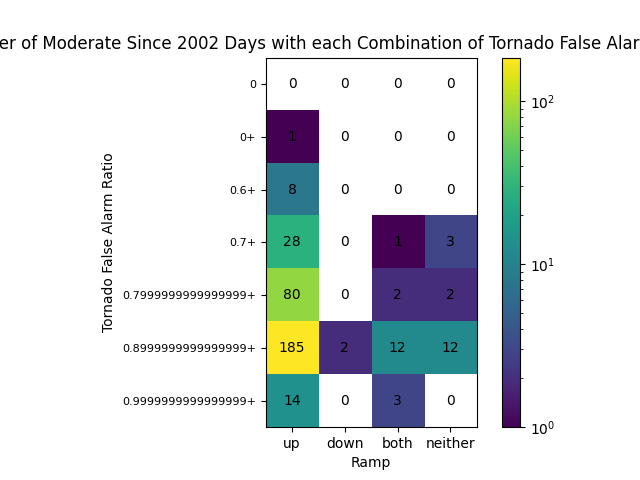 er of Moderate Since 2002 Days with each Combination of Tornado False Alar
0 0 0 0 0
0+ 1 0 0 0
0.6+ 8 0 0 0
0.7+ 28 0 1 3
0.7999999999999999+ 80 0 2 2
0.8999999999999999+ 185 2 12 12
0.9999999999999999+ 14 0 3 0
up down both neither
Ramp
Tornado False Alarm Ratio
10²
10¹
10⁰